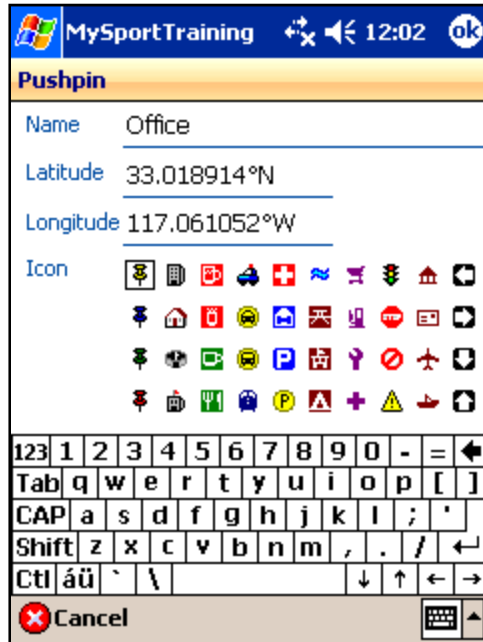 MySportTraining 12:02 ok
Pushpin
Name Office
Latitude 33.018914°N
Longitude 117.061052°W
Icon
P
P
123 1 2 3 4 5 6 7 8 9 0 - =
Tab q w e r t y u i o p [ ]
CAP a s d f g h j k l ; '
Shift z x c v b n m , . /
Ctl áü ` \ ↓ ↑ ← →
Cancel